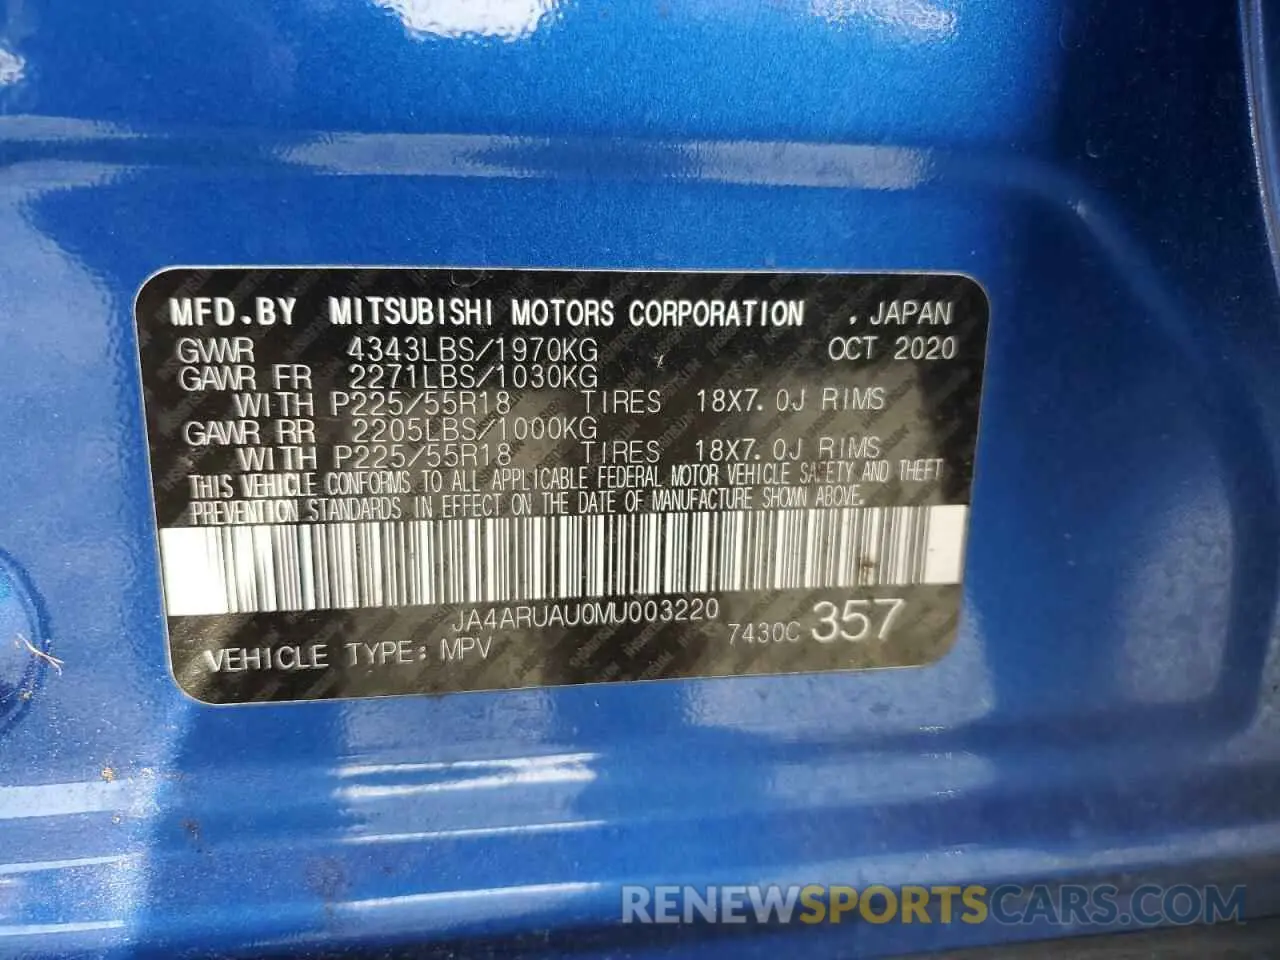 MFD.BY MITSUBISHI MOTORS CORPORATION . JAPAN
GVWR 4343LBS/1970KG OCT 2020
GAWR FR 2271LBS/1030KG
WITH P225/55R18 TIRES 18X7.0J RIMS
GAWR RR 2205LBS/1000KG
WITH P225/55R18 TIRES 18X7.0J RIMS
THIS VEHICLE CONFORMS TO ALL APPLICABLE FEDERAL MOTOR VEHICLE SAFETY AND THEFT
PREVENTION STANDARDS IN EFFECT ON THE DATE OF MANUFACTURE SHOWN ABOVE.
JA4ARUAU0MU003220
VEHICLE TYPE: MPV 7430C 357
RENEWSPORTSCARS.COM